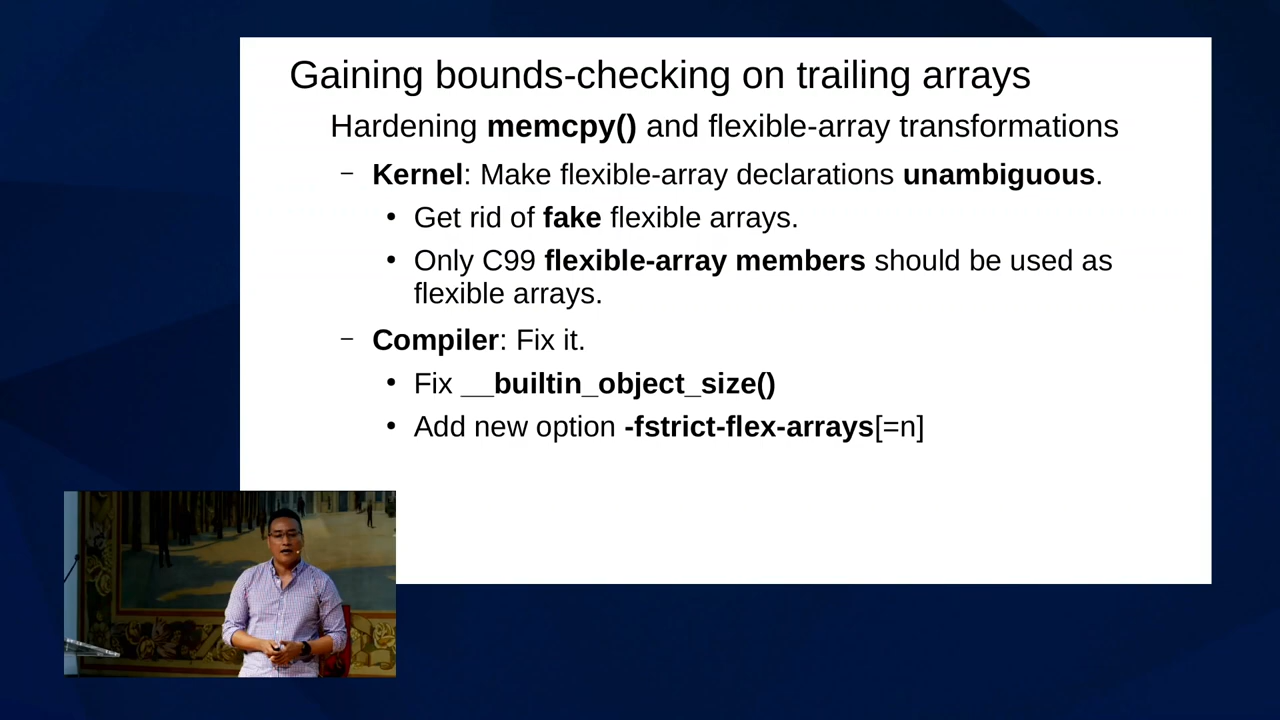 Gaining bounds-checking on trailing arrays
Hardening memcpy() and flexible-array transformations
– Kernel: Make flexible-array declarations unambiguous.
• Get rid of fake flexible arrays.
• Only C99 flexible-array members should be used as
flexible arrays.
– Compiler: Fix it.
• Fix __builtin_object_size()
• Add new option -fstrict-flex-arrays[=n]